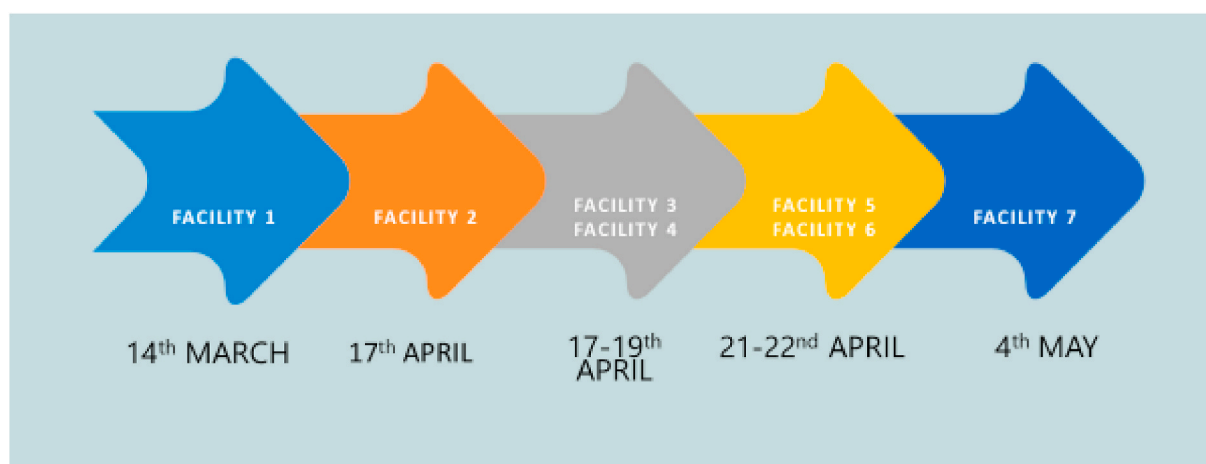 FACILITY 1
FACILITY 2
FACILITY 3
FACILITY 4
FACILITY 5
FACILITY 6
FACILITY 7
14th MARCH
17th APRIL
17-19th
APRIL
21-22nd APRIL
4th MAY